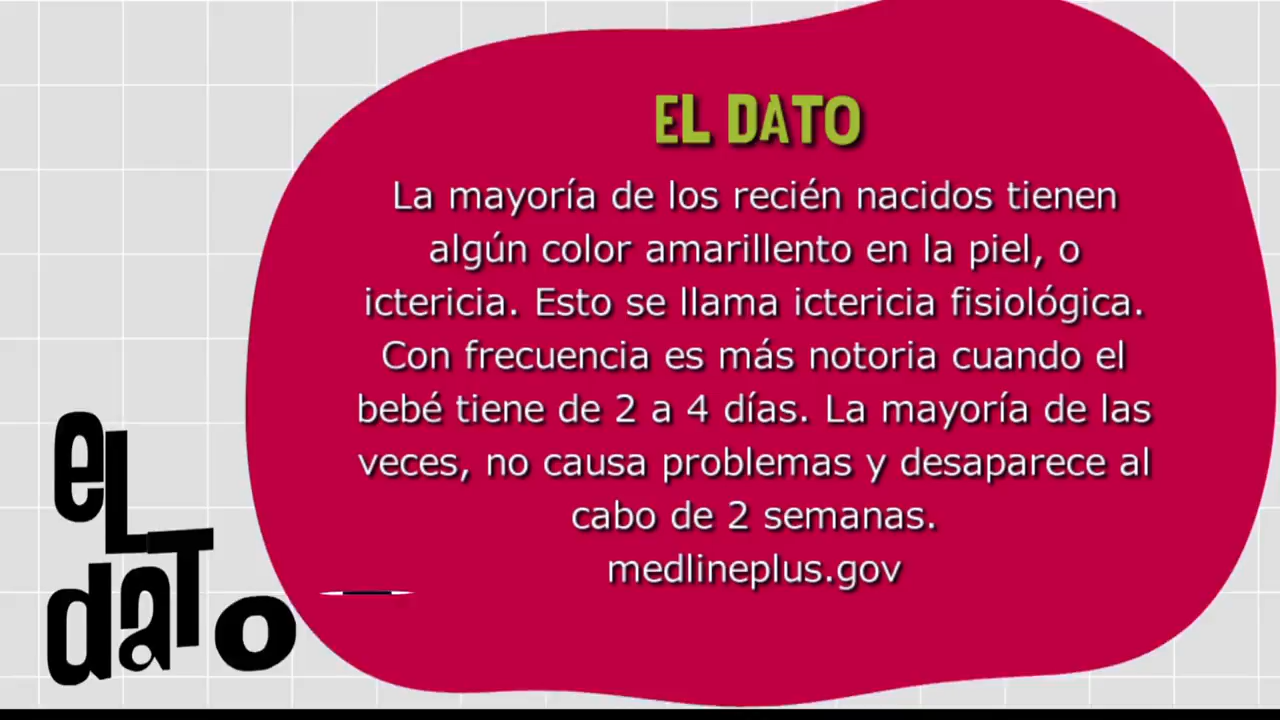 EL DATO
La mayoría de los recién nacidos tienen
algún color amarillento en la piel, o
ictericia. Esto se llama ictericia fisiológica.
Con frecuencia es más notoria cuando el
bebé tiene de 2 a 4 días. La mayoría de las
veces, no causa problemas y desaparece al
cabo de 2 semanas.
medlineplus.gov
eL
daTo